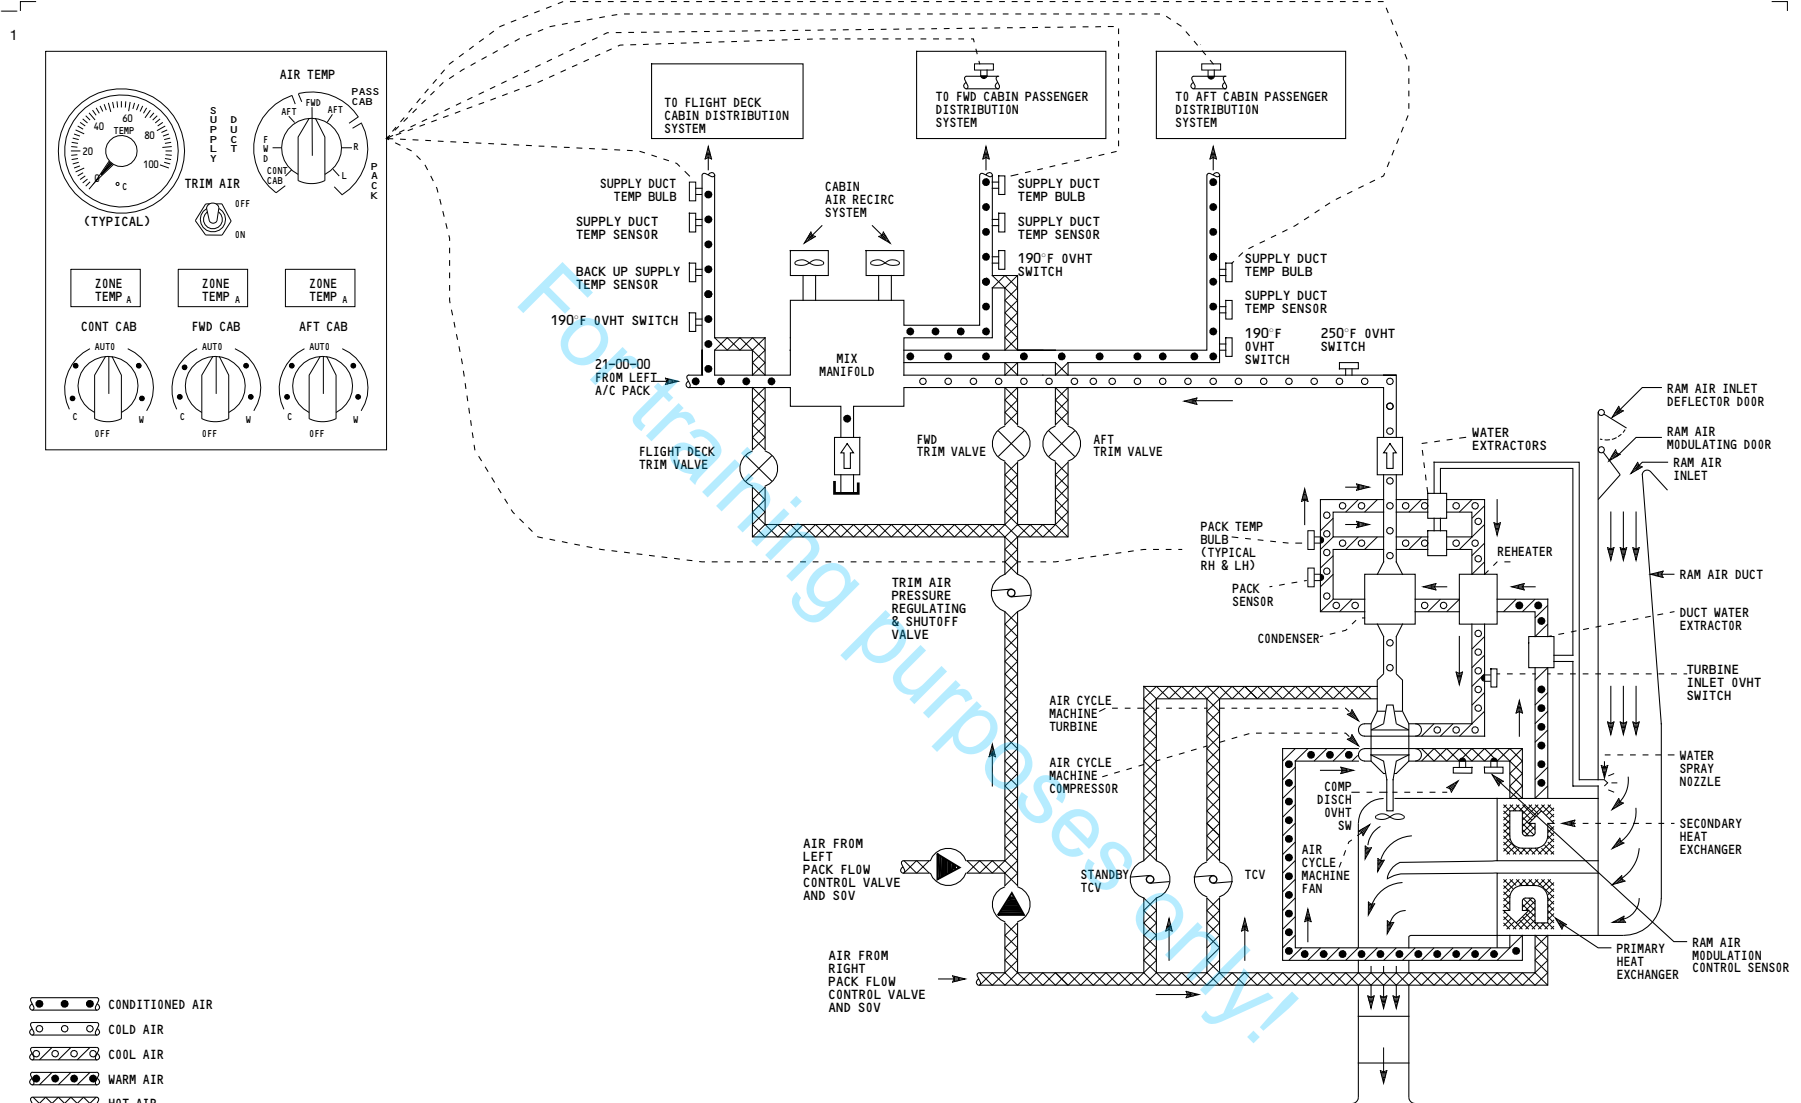 1
AIR TEMP
PASS
CAB
FWD
AFT
AFT
F
W
D
CONT
CAB
R
L
P
A
C
K
S
U
P
P
L
Y
D
U
C
T
0
20
40
60
80
100
TEMP
°C
(TYPICAL)
TRIM AIR
OFF
ON
ZONE
TEMP A
ZONE
TEMP A
ZONE
TEMP A
CONT CAB
FWD CAB
AFT CAB
AUTO
C
W
OFF
AUTO
C
W
OFF
AUTO
C
W
OFF
TO FLIGHT DECK
CABIN DISTRIBUTION
SYSTEM
TO FWD CABIN PASSENGER
DISTRIBUTION
SYSTEM
TO AFT CABIN PASSENGER
DISTRIBUTION
SYSTEM
SUPPLY DUCT
TEMP BULB
SUPPLY DUCT
TEMP SENSOR
BACK UP SUPPLY
TEMP SENSOR
190°F OVHT SWITCH
21-00-00
FROM LEFT
A/C PACK
CABIN
AIR RECIRC
SYSTEM
MIX
MANIFOLD
SUPPLY DUCT
TEMP BULB
SUPPLY DUCT
TEMP SENSOR
190°F OVHT
SWITCH
SUPPLY DUCT
TEMP BULB
SUPPLY DUCT
TEMP SENSOR
190°F
OVHT
SWITCH
250°F OVHT
SWITCH
FLIGHT DECK
TRIM VALVE
FWD
TRIM VALVE
AFT
TRIM VALVE
WATER
EXTRACTORS
RAM AIR INLET
DEFLECTOR DOOR
RAM AIR
MODULATING DOOR
RAM AIR
INLET
PACK TEMP
BULB
(TYPICAL
RH & LH)
PACK
SENSOR
CONDENSER
REHEATER
RAM AIR DUCT
DUCT WATER
EXTRACTOR
TURBINE
INLET OVHT
SWITCH
TRIM AIR
PRESSURE
REGULATING
& SHUTOFF
VALVE
AIR CYCLE
MACHINE
TURBINE
AIR CYCLE
MACHINE
COMPRESSOR
COMP
DISCH
OVHT
SW
WATER
SPRAY
NOZZLE
SECONDARY
HEAT
EXCHANGER
AIR
CYCLE
MACHINE
FAN
AIR FROM
LEFT
PACK FLOW
CONTROL VALVE
AND SOV
STANDBY
TCV
TCV
AIR FROM
RIGHT
PACK FLOW
CONTROL VALVE
AND SOV
PRIMARY
HEAT
EXCHANGER
RAM AIR
MODULATION
CONTROL SENSOR
CONDITIONED AIR
COLD AIR
COOL AIR
WARM AIR
HOT AIR
For training purposes only!